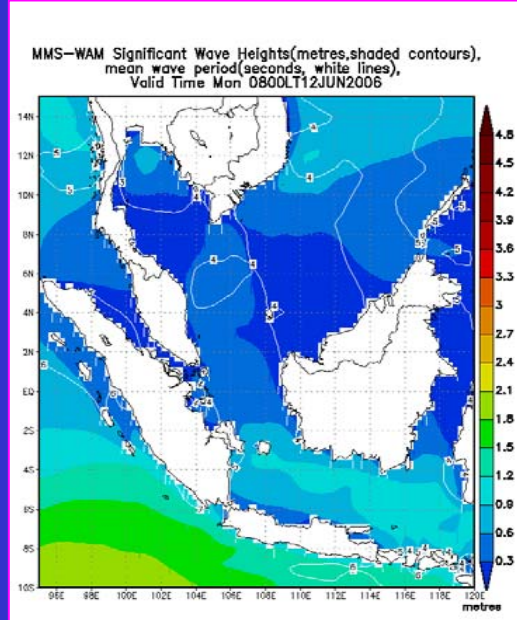 MMS-WAM Significant Wave Heights(metres,shaded contours),
mean wave period(seconds, white lines),
Valid Time Mon 0800LT12JUN2006
14N
12N
10N
8N
6N
4N
2N
EQ
2S
4S
6S
8S
10S
96E 98E 100E 102E 104E 106E 108E 110E 112E 114E 116E 118E 120E
4.8
4.5
4.2
3.9
3.6
3.3
3
2.7
2.4
2.1
1.8
1.5
1.2
0.9
0.6
0.3
metres